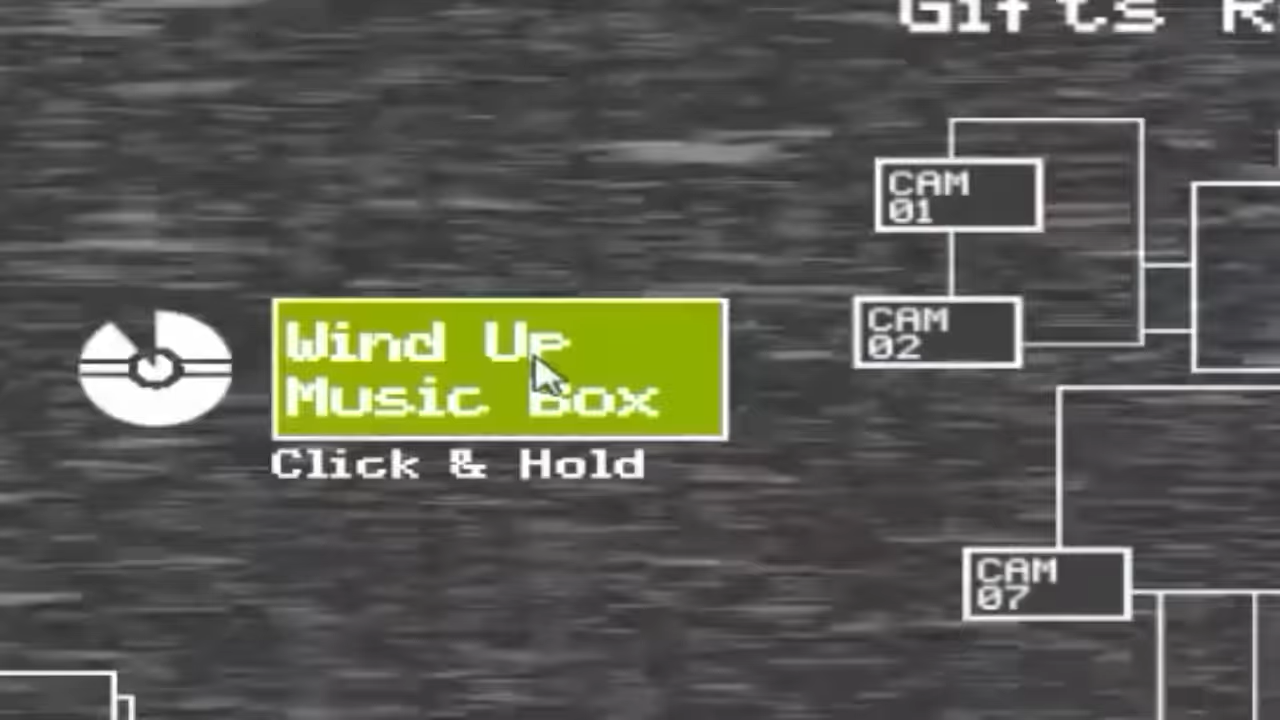 Gifts
CAM
01
CAM
02
Wind Up
Music Box
Click & Hold
CAM
07